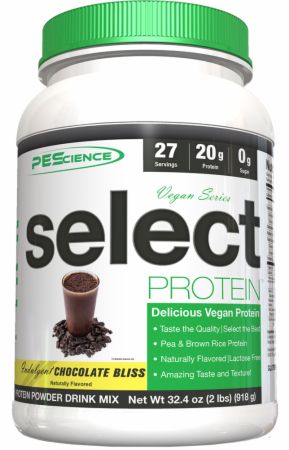 PEScience
27 20g 0g
Servings Protein Sugar
Vegan Series
select
PROTEIN
Delicious Vegan Protein
• Taste the Quality | Select the Best
• Pea & Brown Rice Protein
• Naturally Flavored | Lactose Free
• Amazing Taste and Texture!
Indulgent CHOCOLATE BLISS
Naturally Flavored
PROTEIN POWDER DRINK MIX Net Wt 32.4 oz (2 lbs) (918 g)